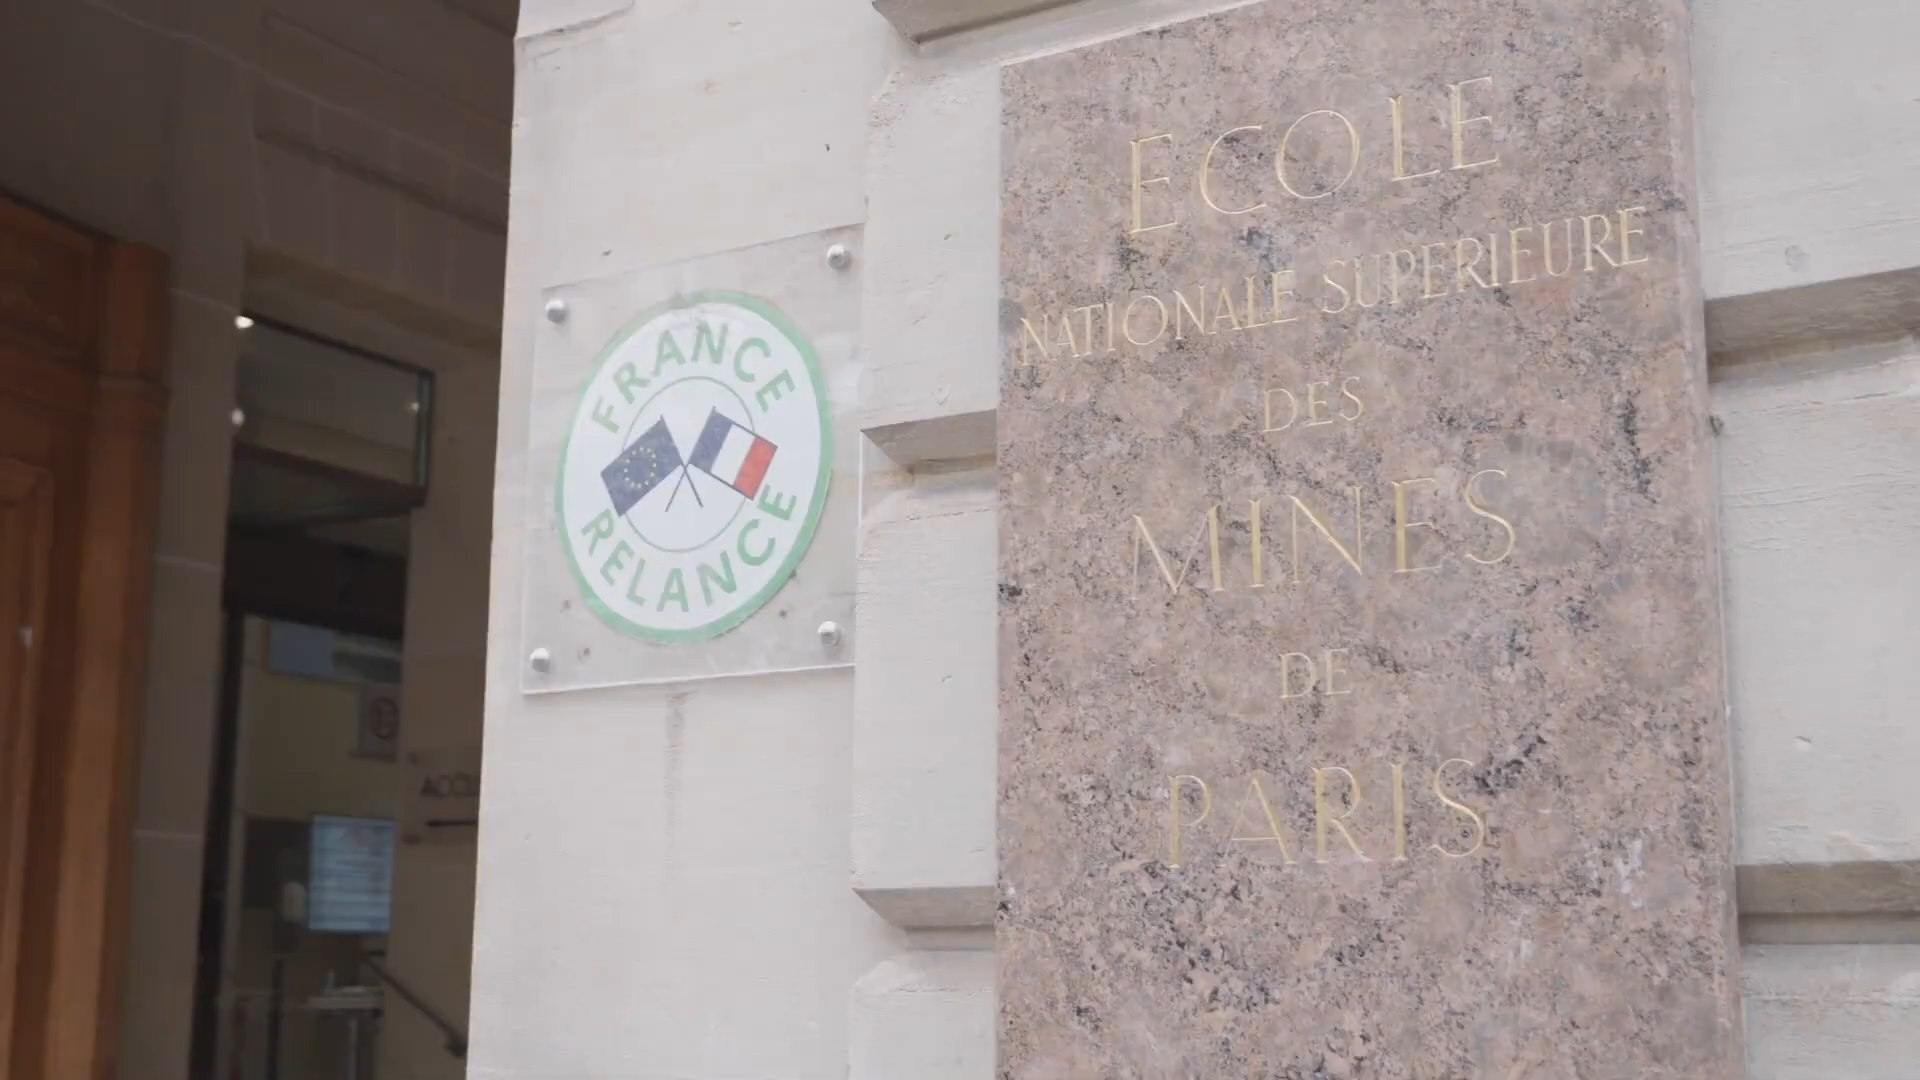 FRANCE
RELANCE
ECOLE
NATIONALE SUPERIEURE
DES
MINES
DE
PARIS